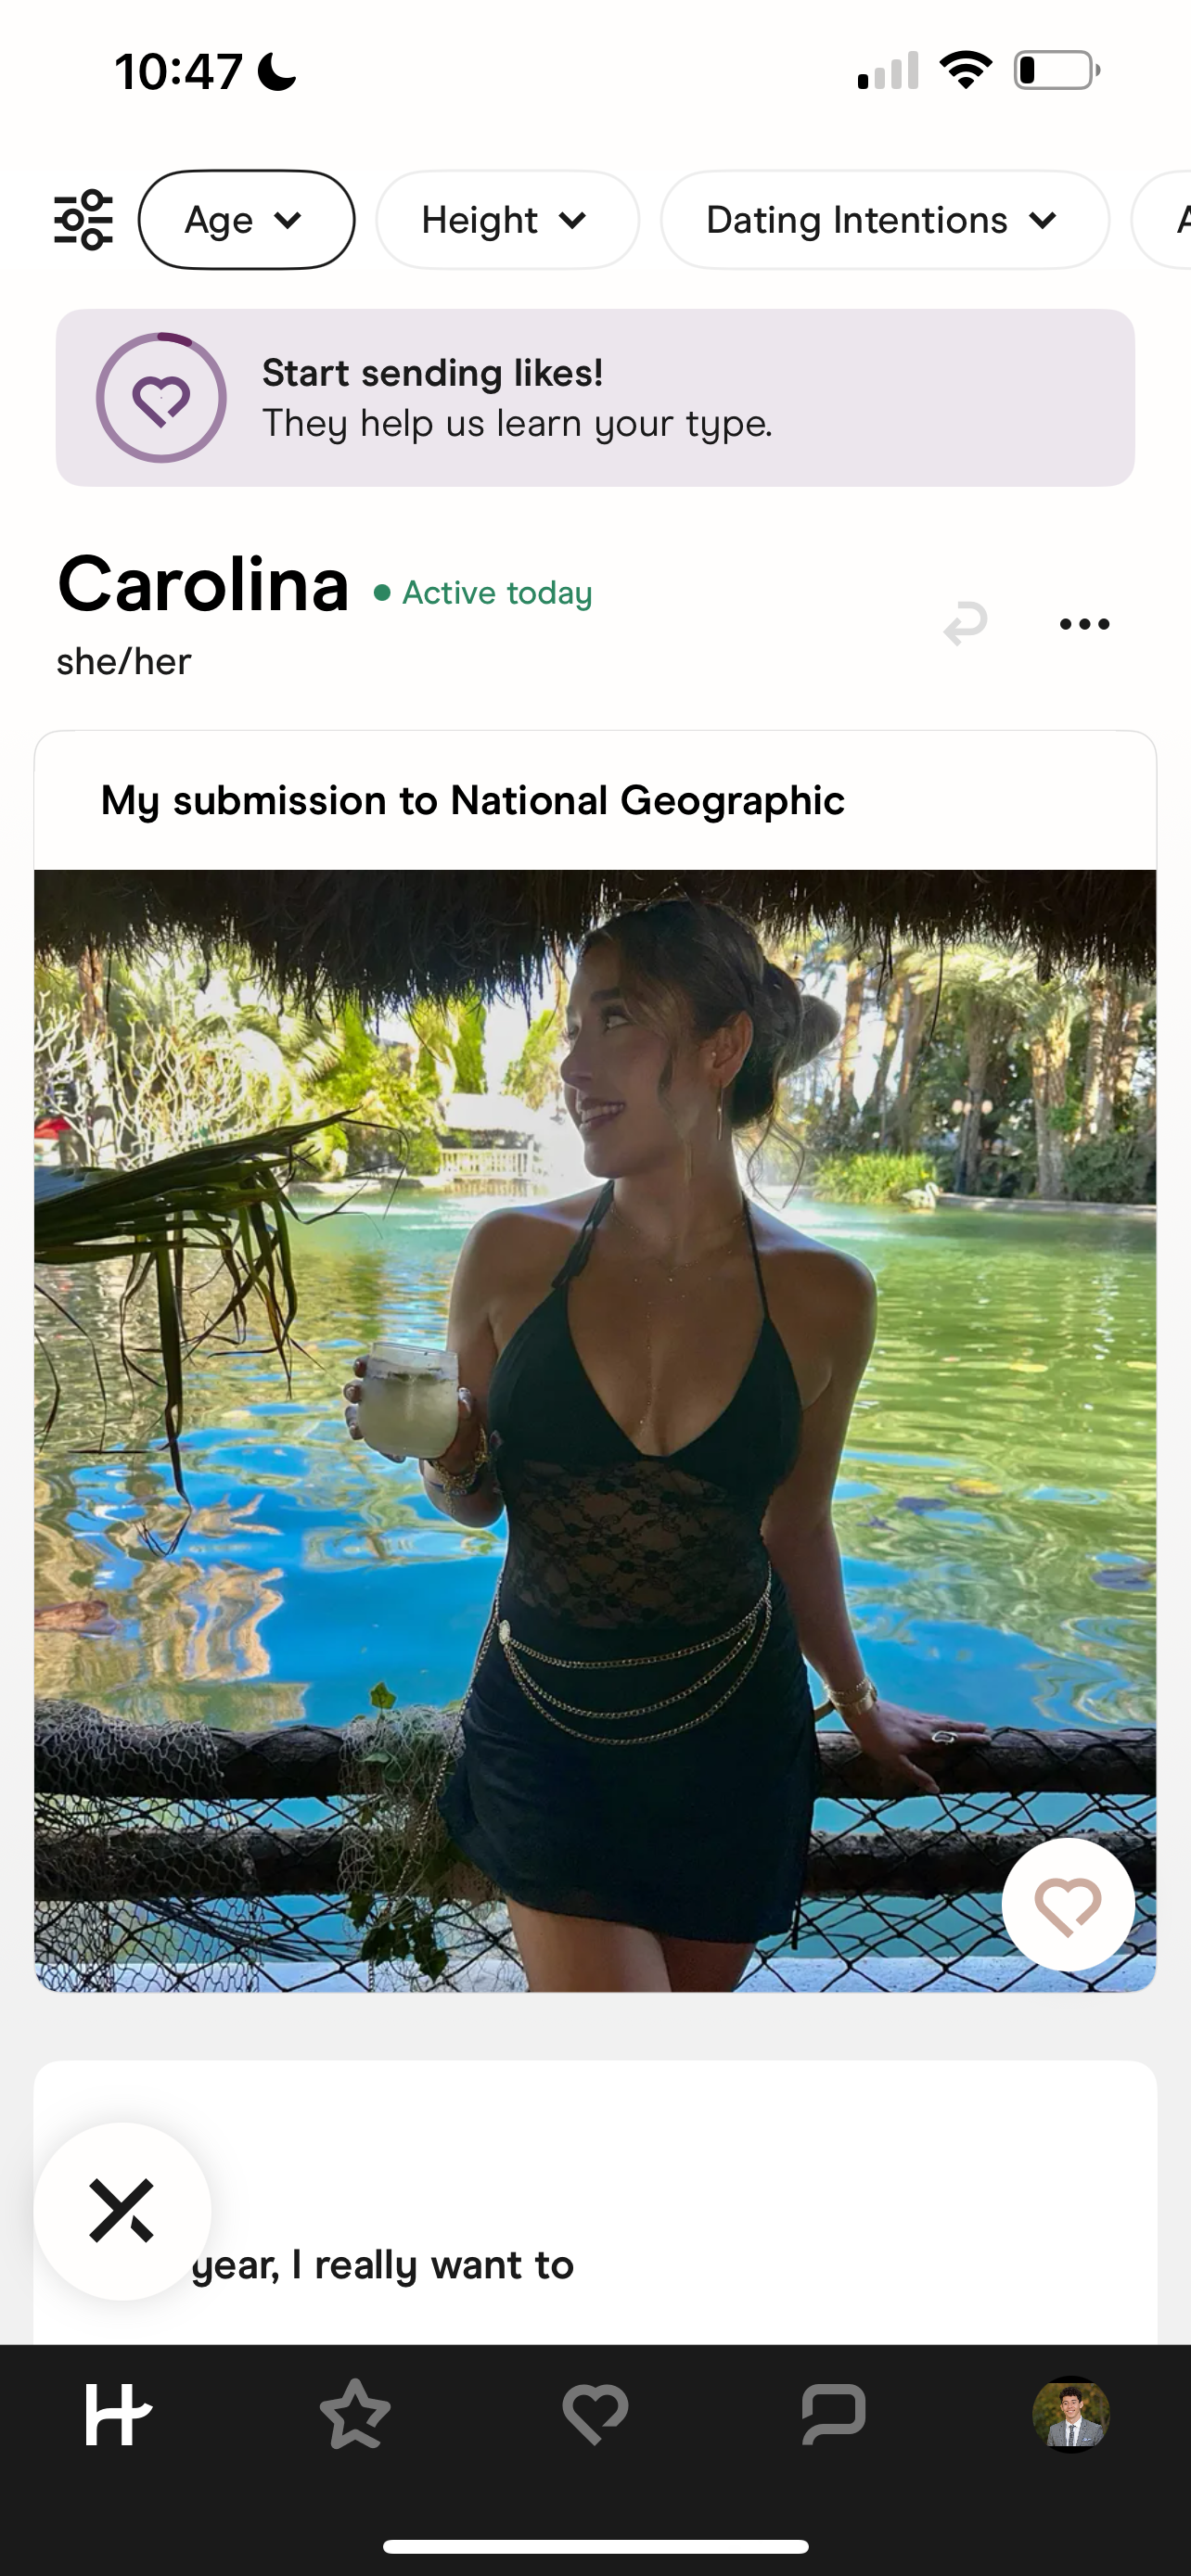 10:47
Age
Height
Dating Intentions
Start sending likes!
They help us learn your type.
Carolina
Active today
she/her
My submission to National Geographic
year, I really want to